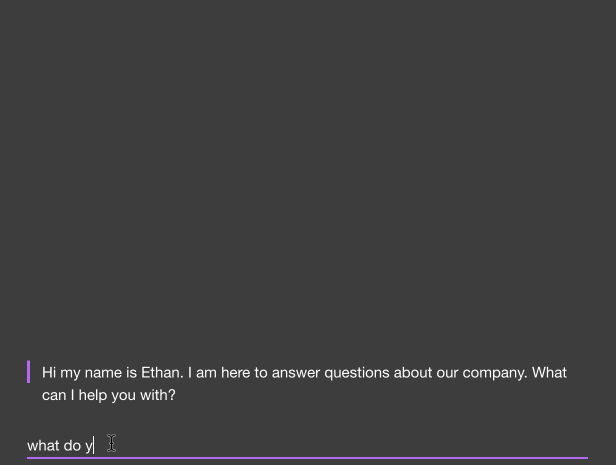 Hi my name is Ethan. I am here to answer questions about our company. What
can I help you with?
what do y